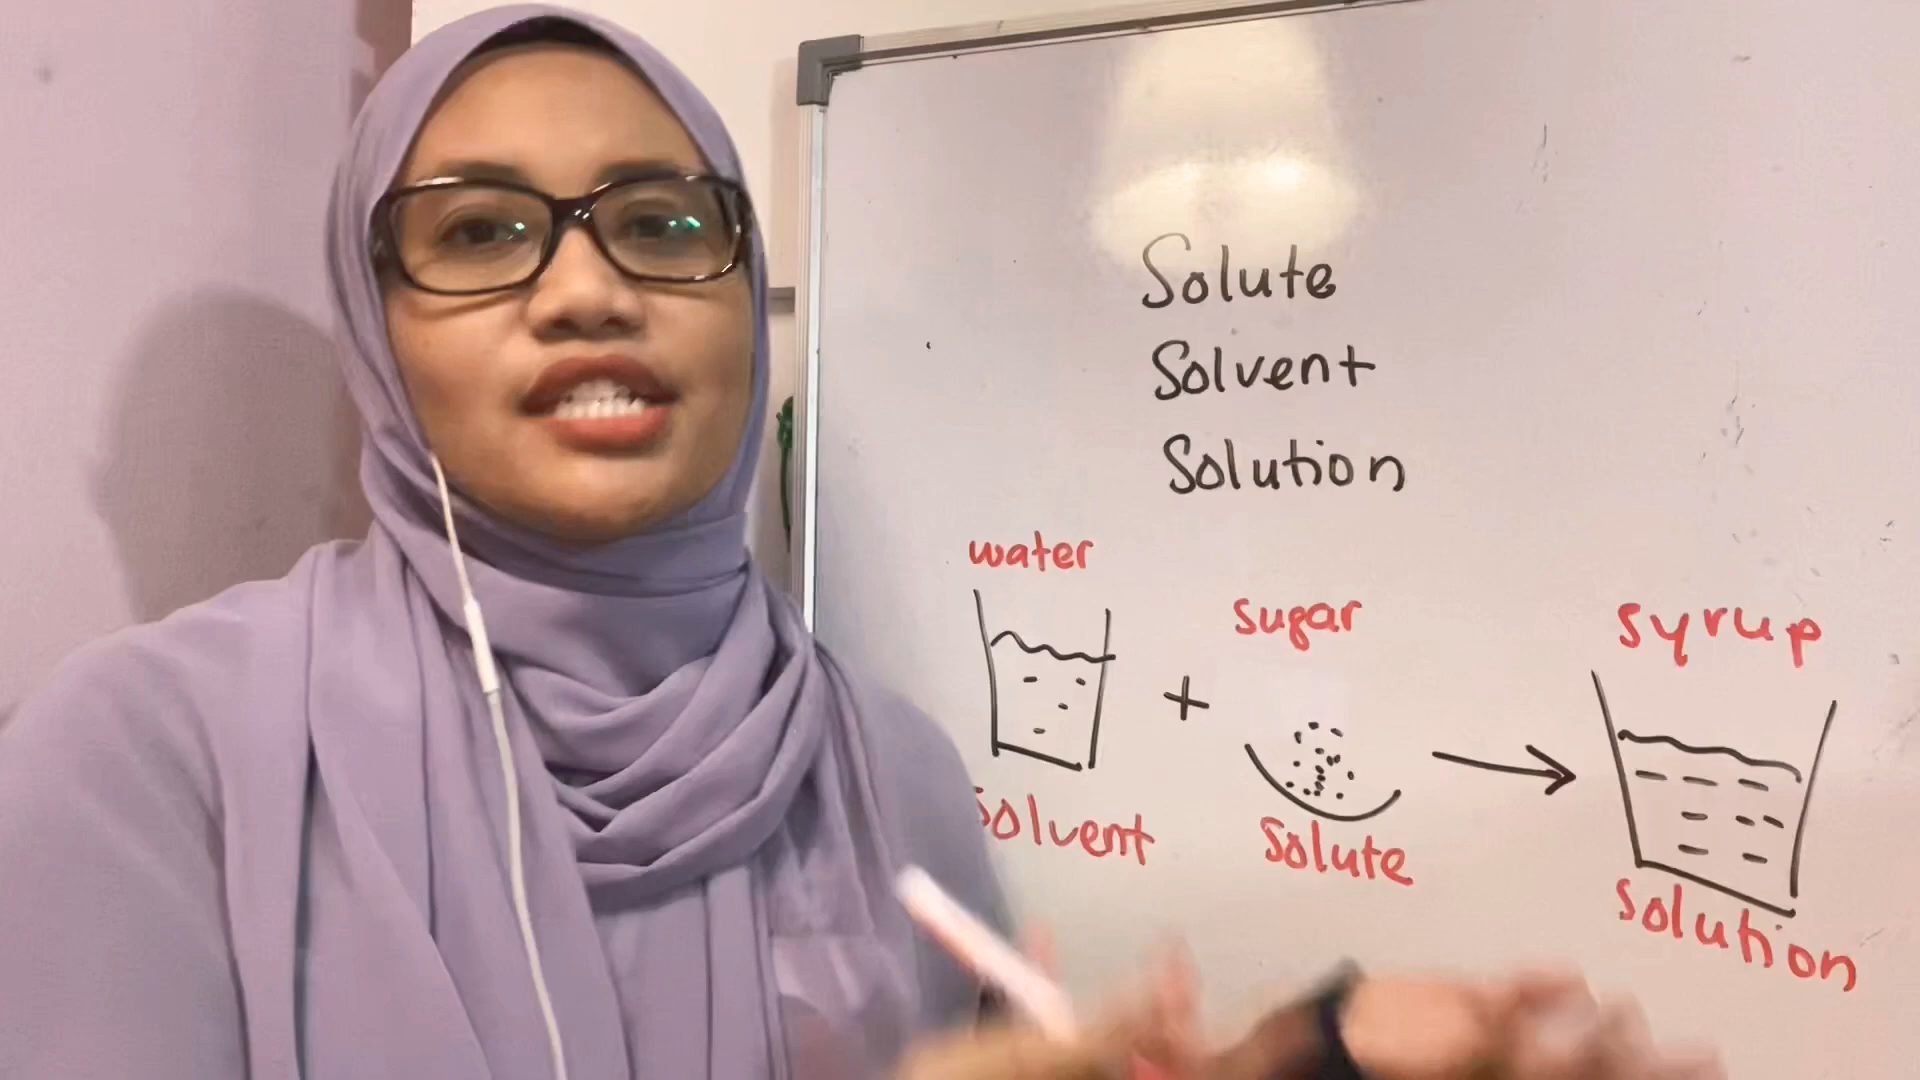 Solute
Solvent
Solution
water
sugar
syrup
+
solvent
solute
solution